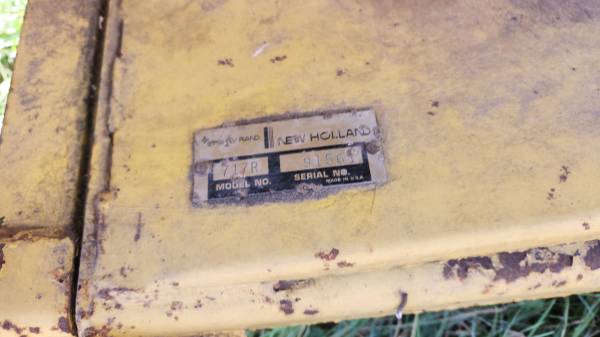 SPERRY RAND NEW HOLLAND
717R
MODEL NO. SERIAL NO.
MADE IN U.S.A.